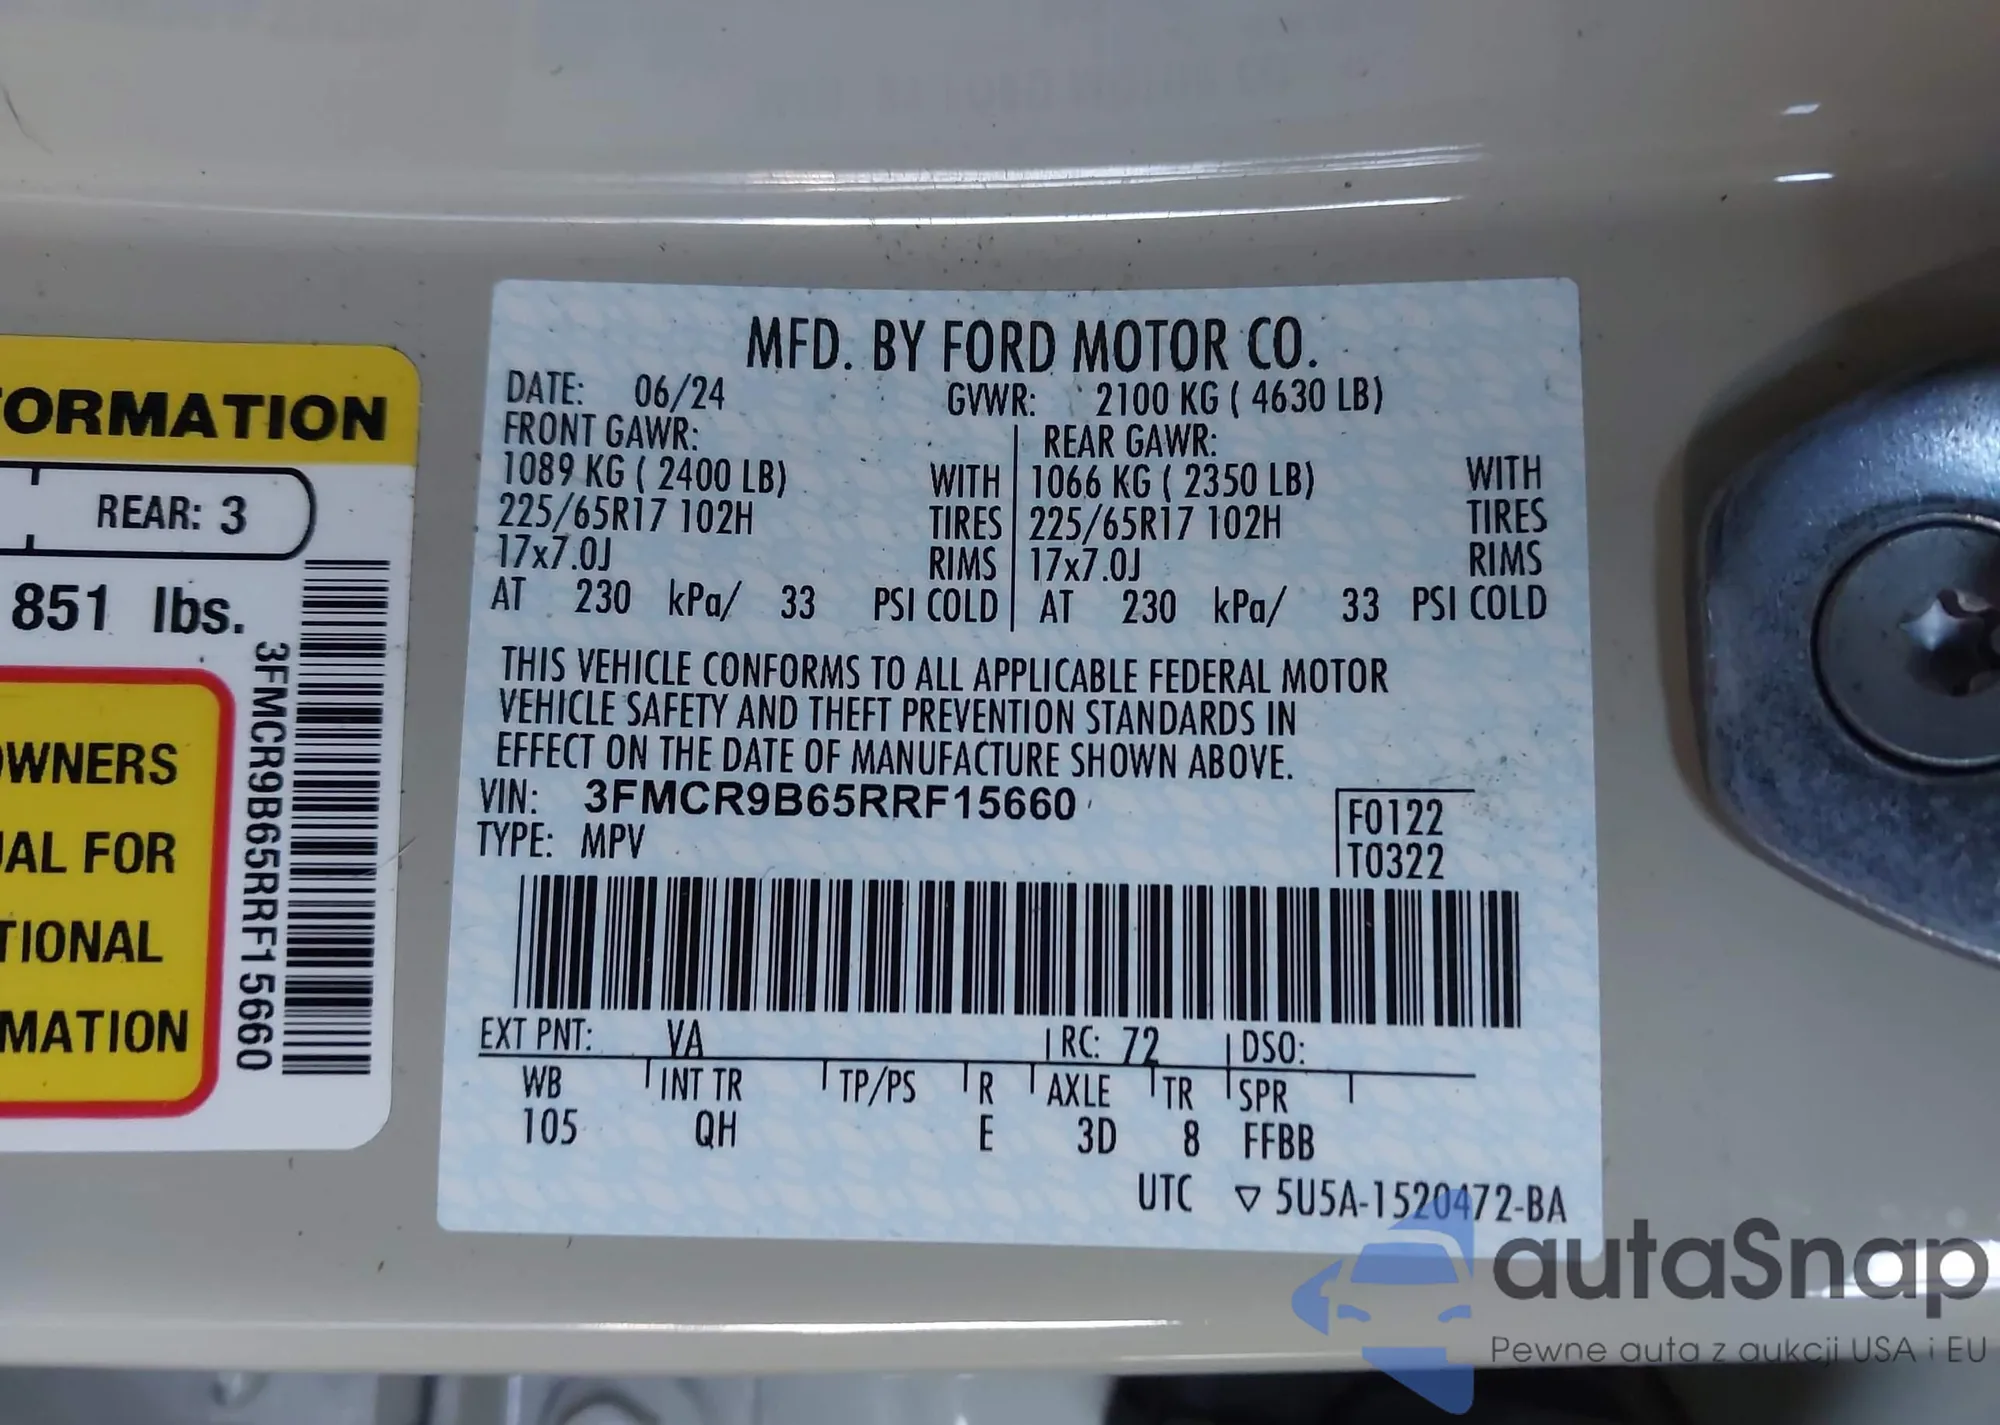 FORMATION
REAR: 3
851 lbs.
OWNERS
UAL FOR
TIONAL
MATION
3FMCR9B65RRF15660
MFD. BY FORD MOTOR CO.
DATE: 06/24 GVWR: 2100 KG ( 4630 LB)
FRONT GAWR: REAR GAWR:
1089 KG ( 2400 LB) WITH 1066 KG ( 2350 LB) WITH
225/65R17 102H TIRES 225/65R17 102H TIRES
17x7.0J RIMS 17x7.0J RIMS
AT 230 kPa/ 33 PSI COLD AT 230 kPa/ 33 PSI COLD
THIS VEHICLE CONFORMS TO ALL APPLICABLE FEDERAL MOTOR
VEHICLE SAFETY AND THEFT PREVENTION STANDARDS IN
EFFECT ON THE DATE OF MANUFACTURE SHOWN ABOVE.
VIN: 3FMCR9B65RRF15660
TYPE: MPV
F0122
T0322
EXT PNT: VA RC: 72 DSO:
WB INT TR TP/PS R AXLE TR SPR
105 QH E 3D 8 FFBB
UTC ▽ 5U5A-1520472-BA
autaSnap
Pewne auta z aukcji USA i EU